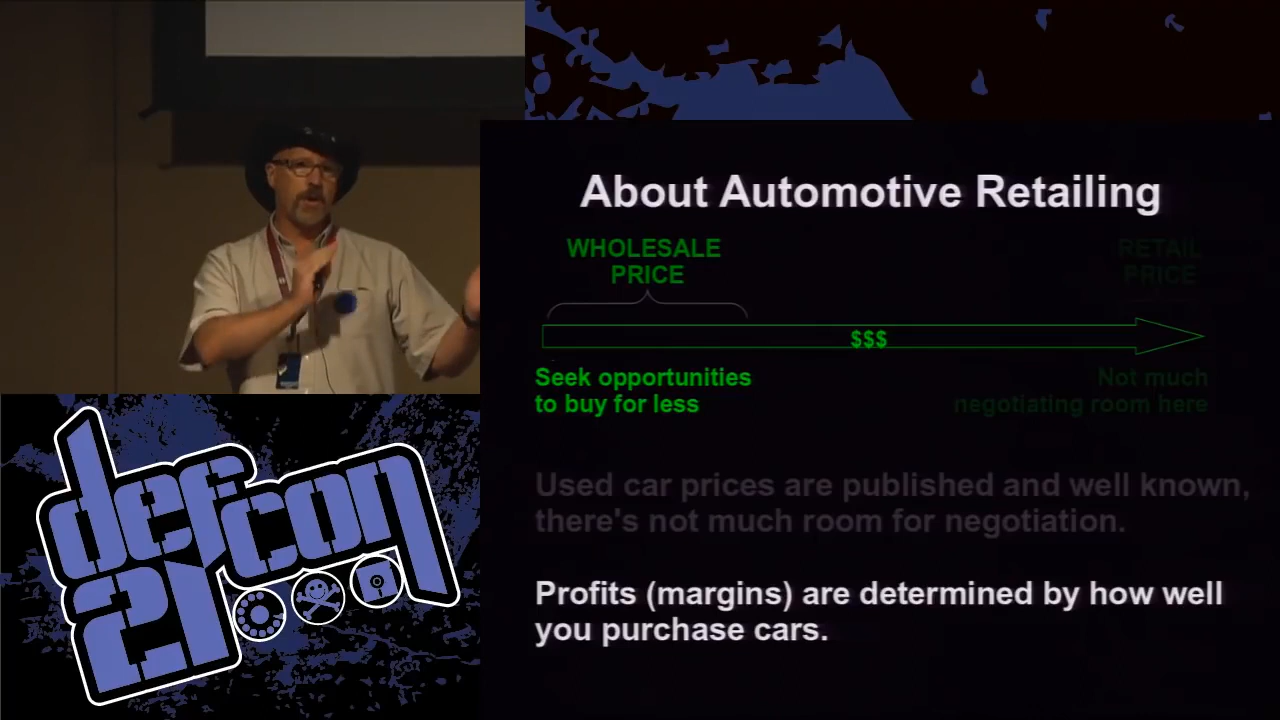 About Automotive Retailing
WHOLESALE
PRICE
RETAIL
PRICE
$$$
Seek opportunities
to buy for less
Not much
negotiating room here
Used car prices are published and well known,
there's not much room for negotiation.
Profits (margins) are determined by how well
you purchase cars.
defcon
21